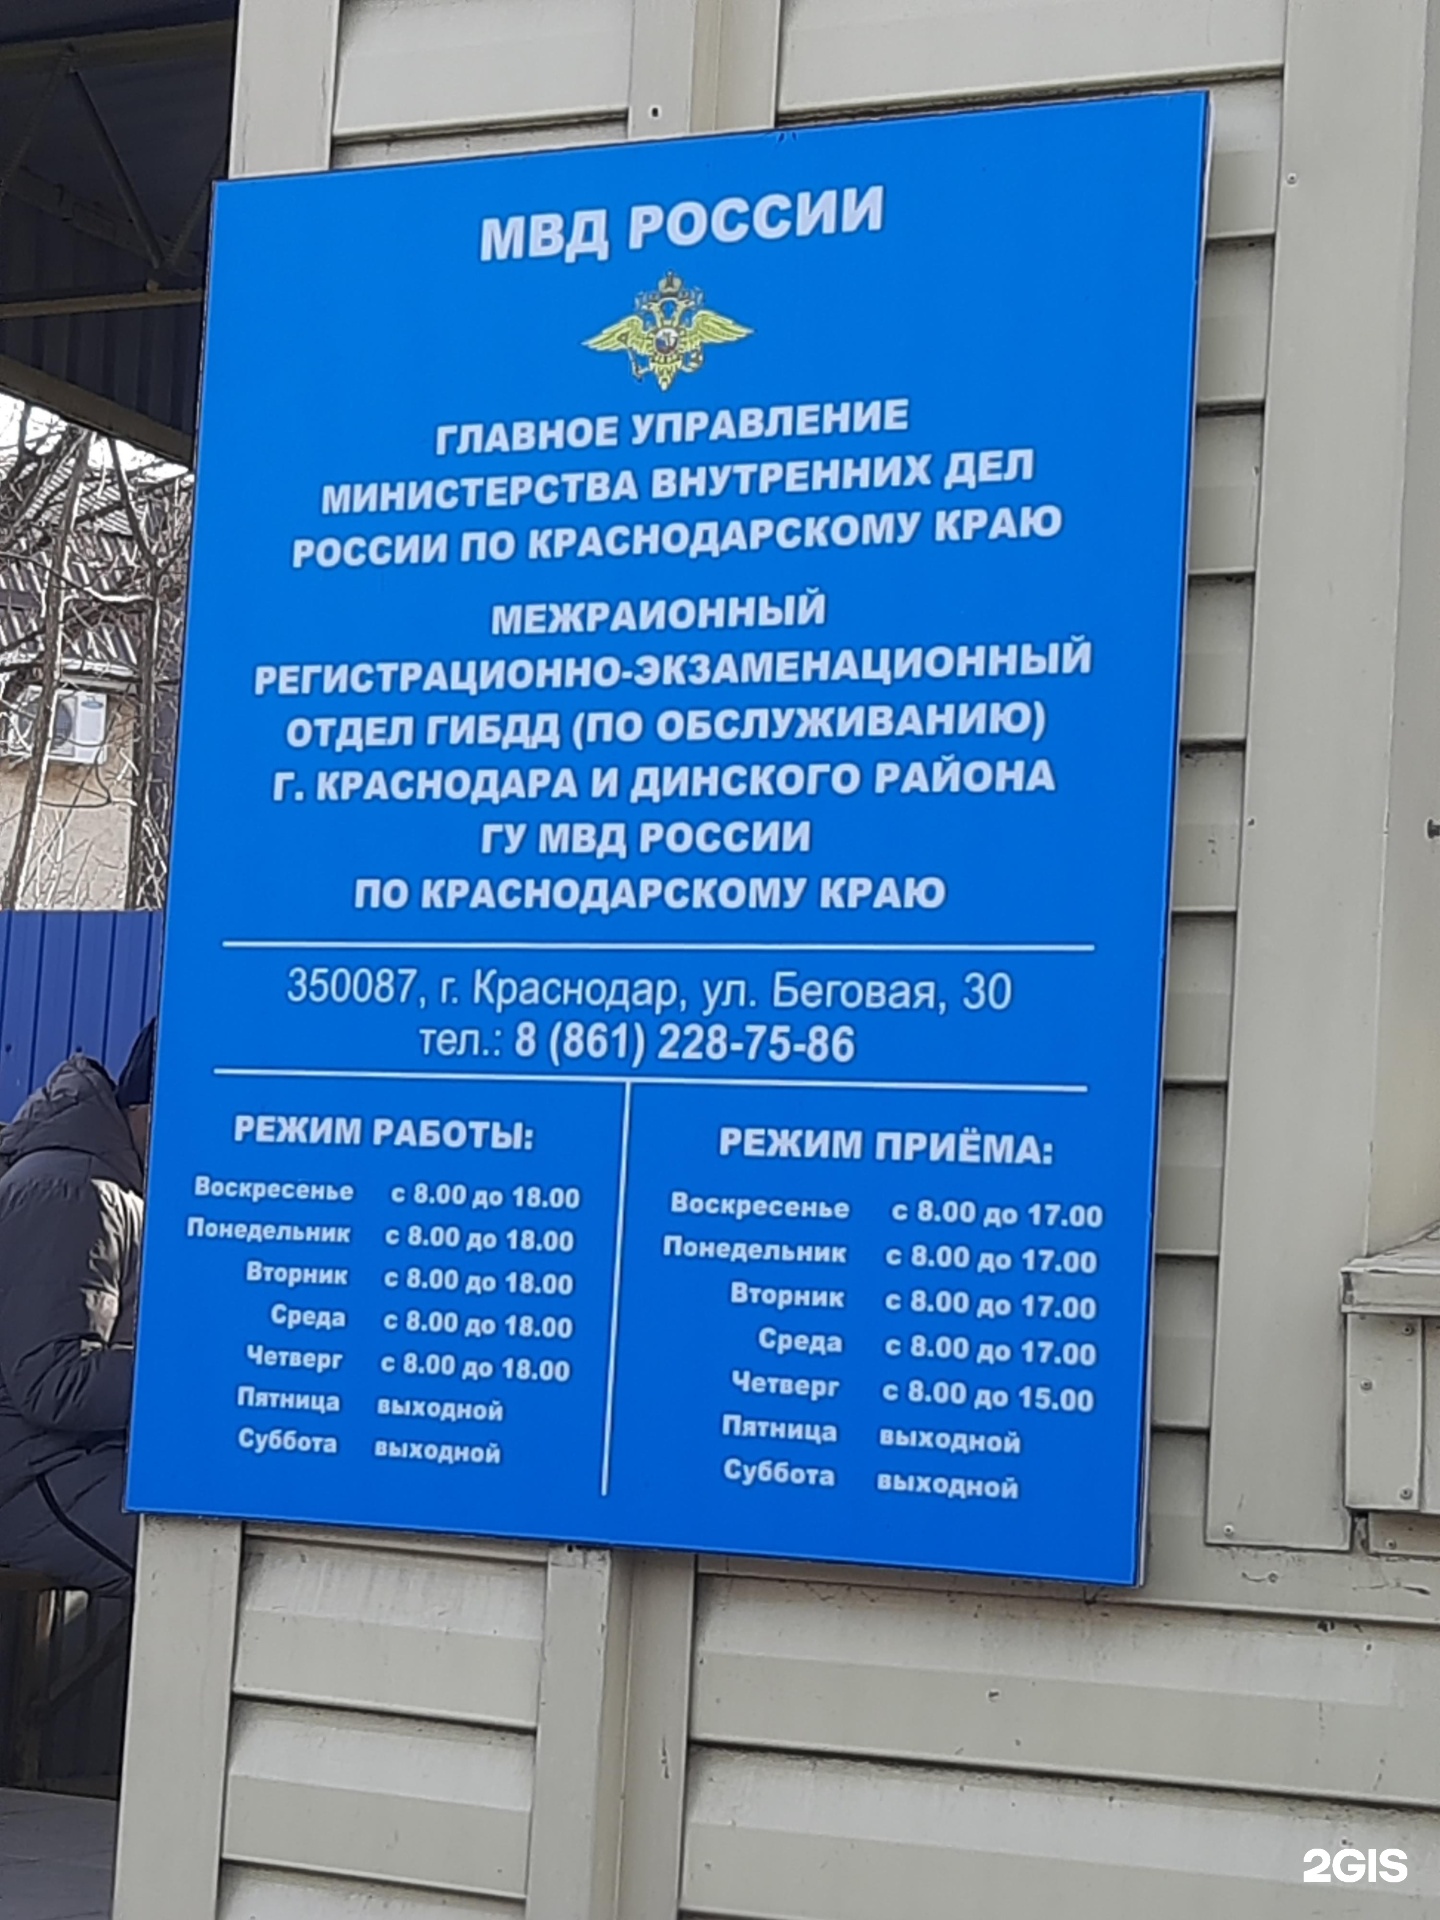 МВД РОССИИ
ГЛАВНОЕ УПРАВЛЕНИЕ
МИНИСТЕРСТВА ВНУТРЕННИХ ДЕЛ
РОССИИ ПО КРАСНОДАРСКОМУ КРАЮ
МЕЖРАИОННЫЙ
РЕГИСТРАЦИОННО-ЭКЗАМЕНАЦИОННЫЙ
ОТДЕЛ ГИБДД (ПО ОБСЛУЖИВАНИЮ)
Г. КРАСНОДАРА И ДИНСКОГО РАЙОНА
ГУ МВД РОССИИ
ПО КРАСНОДАРСКОМУ КРАЮ
350087, г. Краснодар, ул. Беговая, 30
тел.: 8 (861) 228-75-86
РЕЖИМ РАБОТЫ:
Воскресенье с 8.00 до 18.00
Понедельник с 8.00 до 18.00
Вторник с 8.00 до 18.00
Среда с 8.00 до 18.00
Четверг с 8.00 до 18.00
Пятница выходной
Суббота выходной
РЕЖИМ ПРИЁМА:
Воскресенье с 8.00 до 17.00
Понедельник с 8.00 до 17.00
Вторник с 8.00 до 17.00
Среда с 8.00 до 17.00
Четверг с 8.00 до 15.00
Пятница выходной
Суббота выходной
2GIS